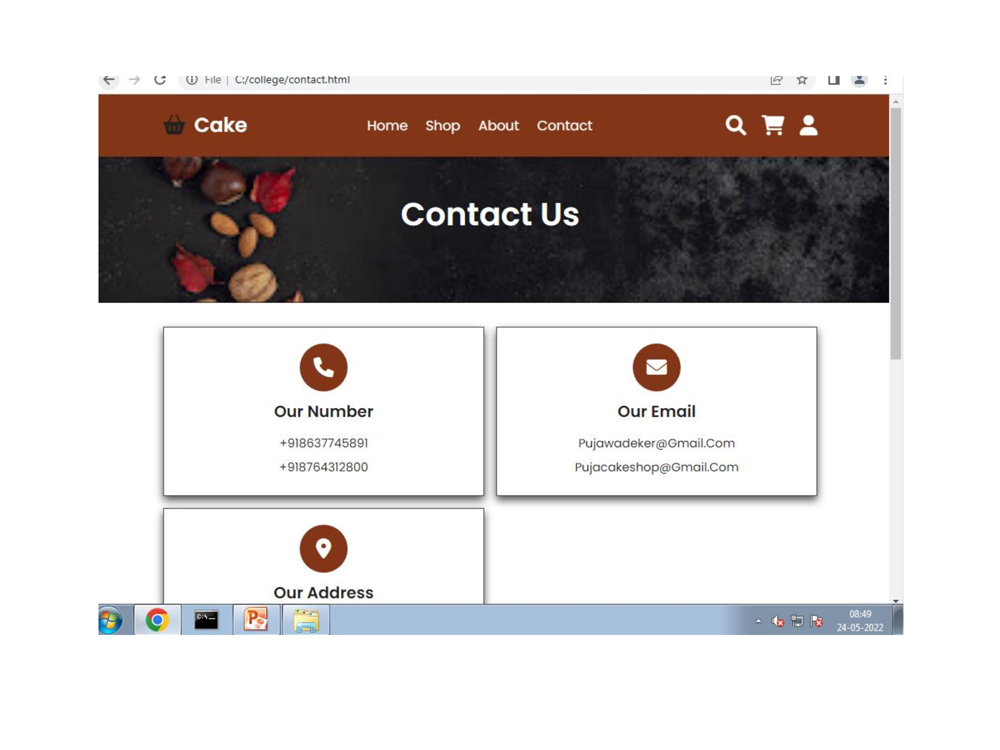 File | C:/college/contact.html
Cake Home Shop About Contact
Contact Us
Our Number
+918637745891
+918764312800
Our Email
Pujawadeker@Gmail.Com
Pujacakeshop@Gmail.Com
Our Address
C:\_
P
08:49
24-05-2022